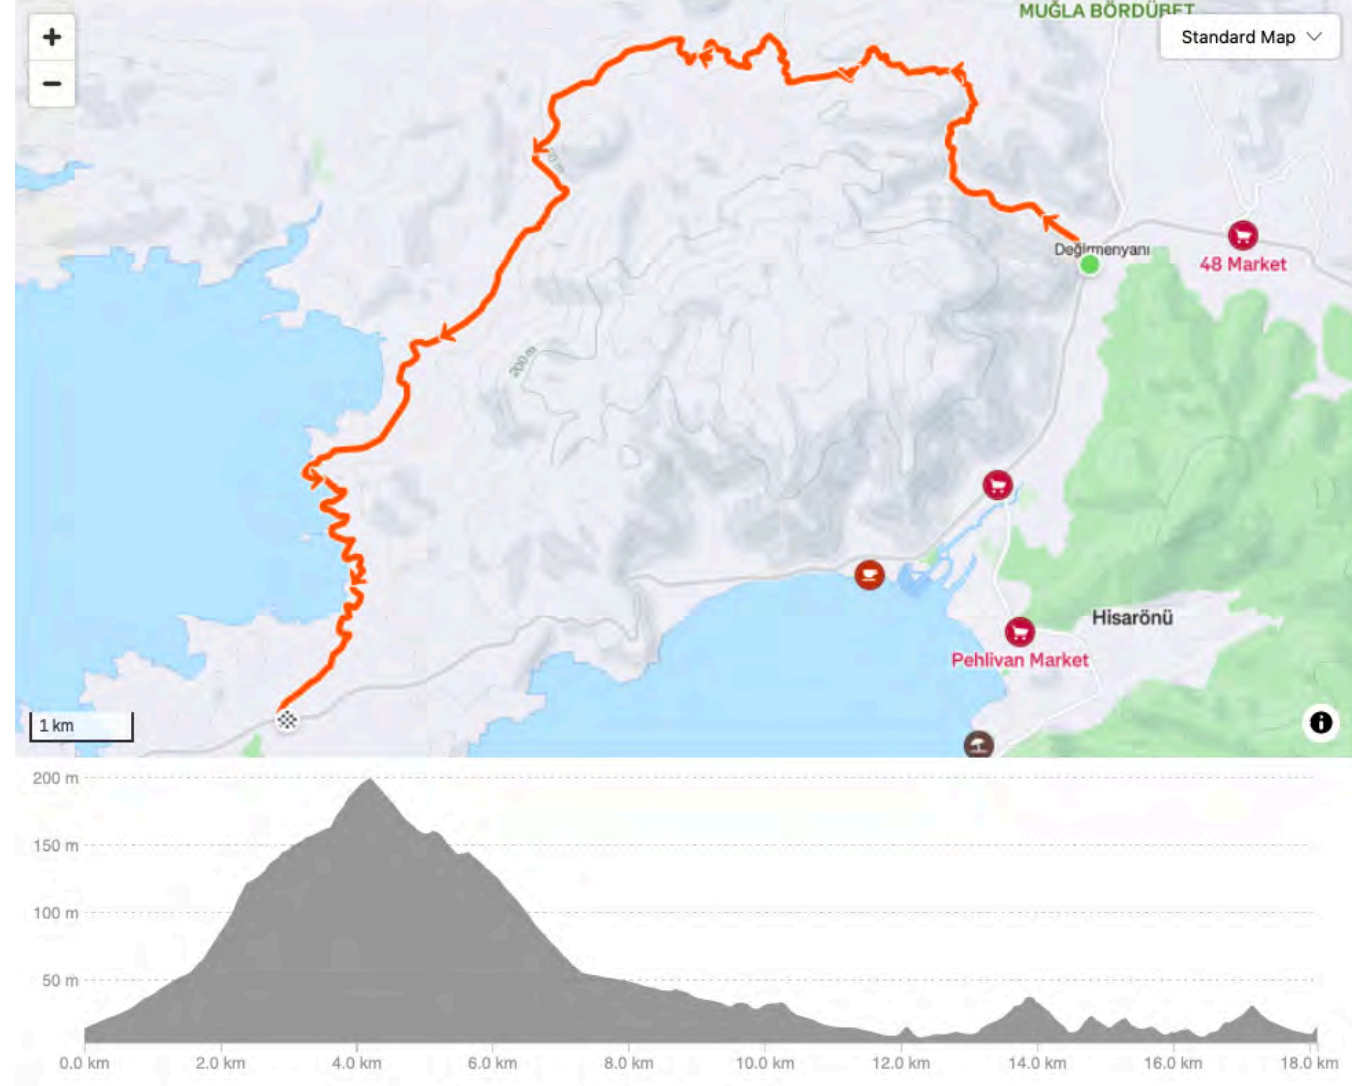 MUĞLA BÖRDÜBET
+
Standard Map
−
Değirmenyanı
48 Market
200 m
Hisarönü
Pehlivan Market
1 km
200 m
150 m
100 m
50 m
0.0 km 2.0 km 4.0 km 6.0 km 8.0 km 10.0 km 12.0 km 14.0 km 16.0 km 18.0 km